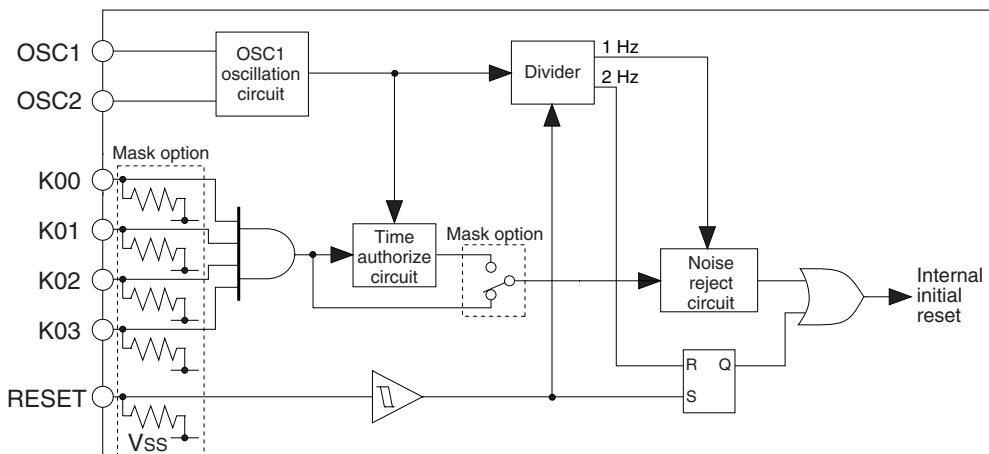 OSC1
OSC2
OSC1
oscillation
circuit
Divider
1 Hz
2 Hz
Mask option
K00
K01
K02
K03
Time
authorize
circuit
Mask option
Noise
reject
circuit
Internal
initial
reset
RESET
VSS
R Q
S